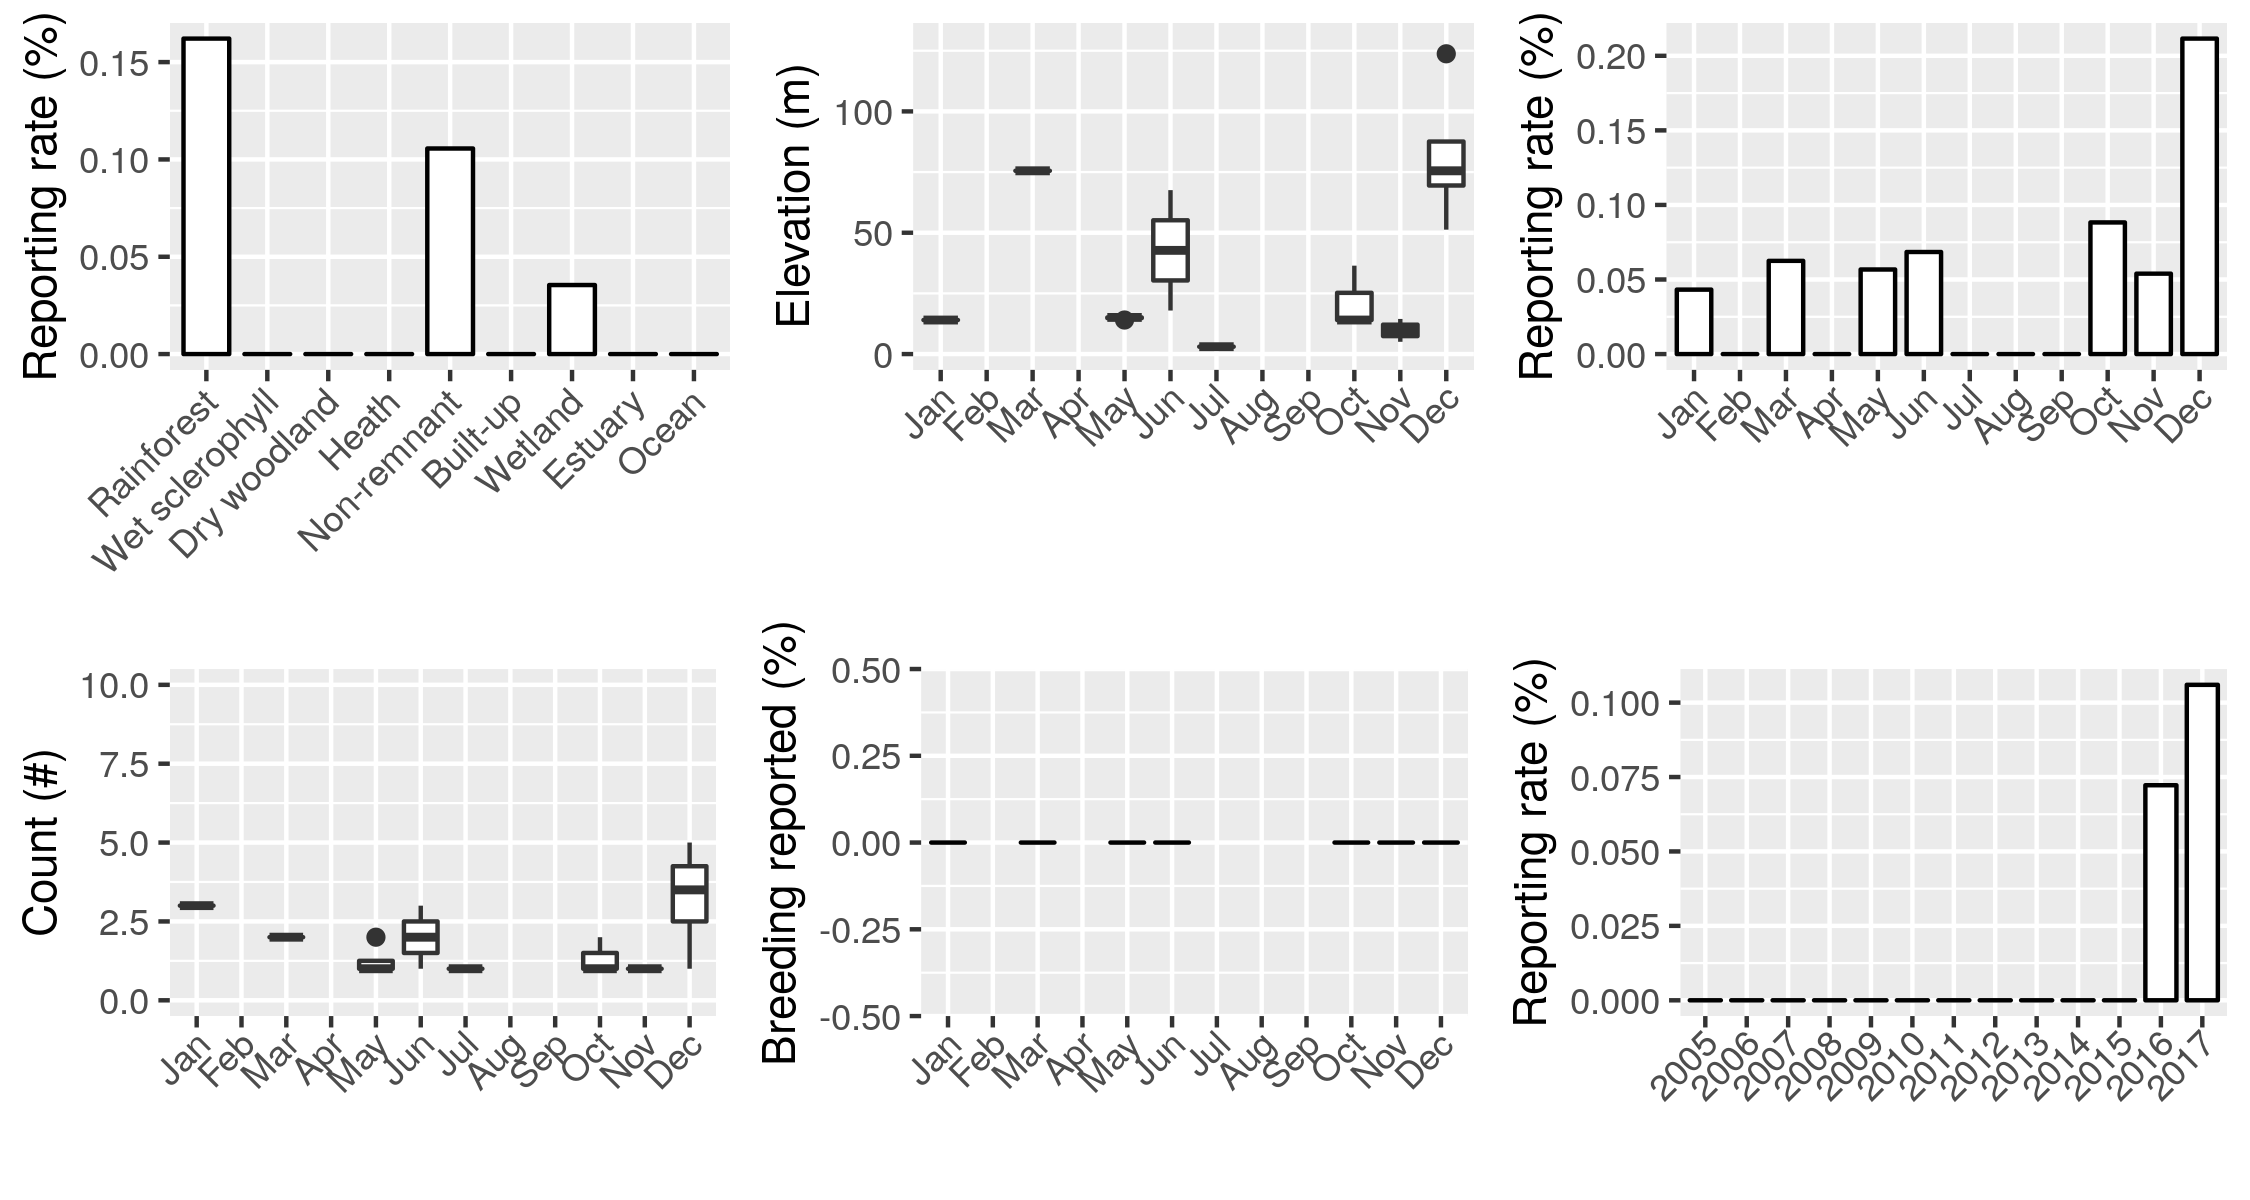 Reporting rate (%)
0.15
0.10
0.05
0.00
Rainforest
Wet sclerophyll
Dry woodland
Heath
Non-remnant
Built-up
Wetland
Estuary
Ocean
Elevation (m)
100
50
0
Jan
Feb
Mar
Apr
May
Jun
Jul
Aug
Sep
Oct
Nov
Dec
Reporting rate (%)
0.20
0.15
0.10
0.05
0.00
Jan
Feb
Mar
Apr
May
Jun
Jul
Aug
Sep
Oct
Nov
Dec
Count (#)
10.0
7.5
5.0
2.5
0.0
Jan
Feb
Mar
Apr
May
Jun
Jul
Aug
Sep
Oct
Nov
Dec
Breeding reported (%)
0.50
0.25
0.00
-0.25
-0.50
Jan
Feb
Mar
Apr
May
Jun
Jul
Aug
Sep
Oct
Nov
Dec
Reporting rate (%)
0.100
0.075
0.050
0.025
0.000
2005
2006
2007
2008
2009
2010
2011
2012
2013
2014
2015
2016
2017